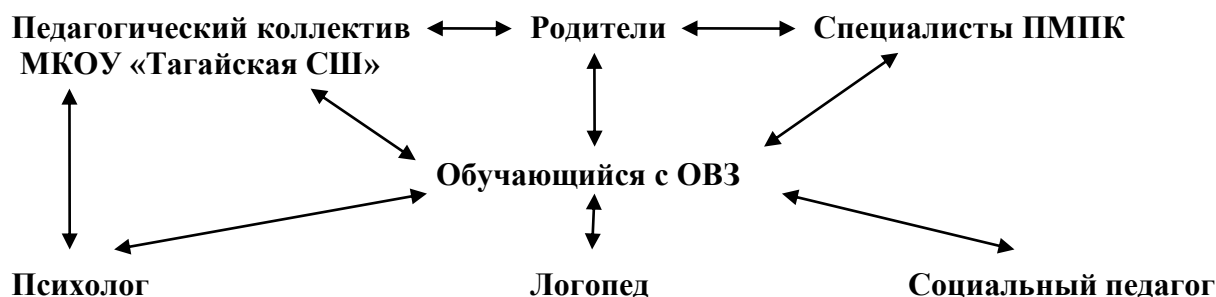 Педагогический коллектив Родители Специалисты ПМПК
МКОУ «Тагайская СШ»
Обучающийся с ОВЗ
Психолог Логопед Социальный педагог